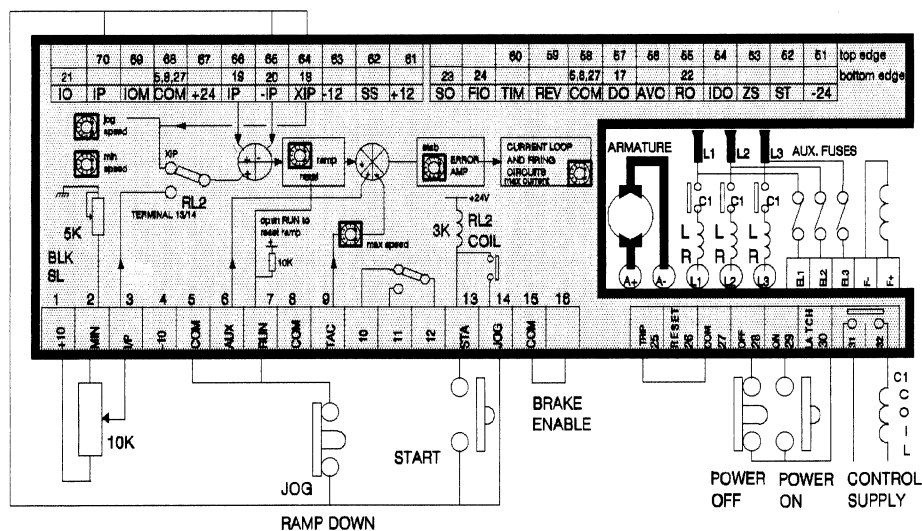 70 69 68 67 66 65 64 63 62 61 60 59 58 57 56 55 54 53 52 51 top edge
21 5,8,27 19 20 18 23 24 5,8,27 17 22 bottom edge
IO IP IOM COM +24 IP -IP XIP -12 SS +12 SO FIO TIM REV COM DO AVO RO IDO ZS ST -24
jog speed
min speed
XIP
RL2
TERMINAL 13/14
5K
BLK
SL
+ - +
ramp
reset
open RUN to reset ramp
10K
+ + +
max speed
stab
ERROR AMP
CURRENT LOOP AND FIRING CIRCUITS
max current
+24V
3K
RL2 COIL
ARMATURE
L1 L2 L3
AUX. FUSES
C1 C1 C1
L R L R L R
A+ A- L1 L2 L3 EL1 EL2 EL3 F- F+
1 2 3 4 5 6 7 8 9 10 11 12 13 14 15 16
+10 MIN I/P -10 COM AUX RUN COM TAC STA JOG COM
TRIP 25 RESET 26 COM 27 OFF 28 ON 29 LATCH 30 31 32
10K
JOG
START
BRAKE ENABLE
POWER OFF
POWER ON
CONTROL SUPPLY
C1 COIL
RAMP DOWN